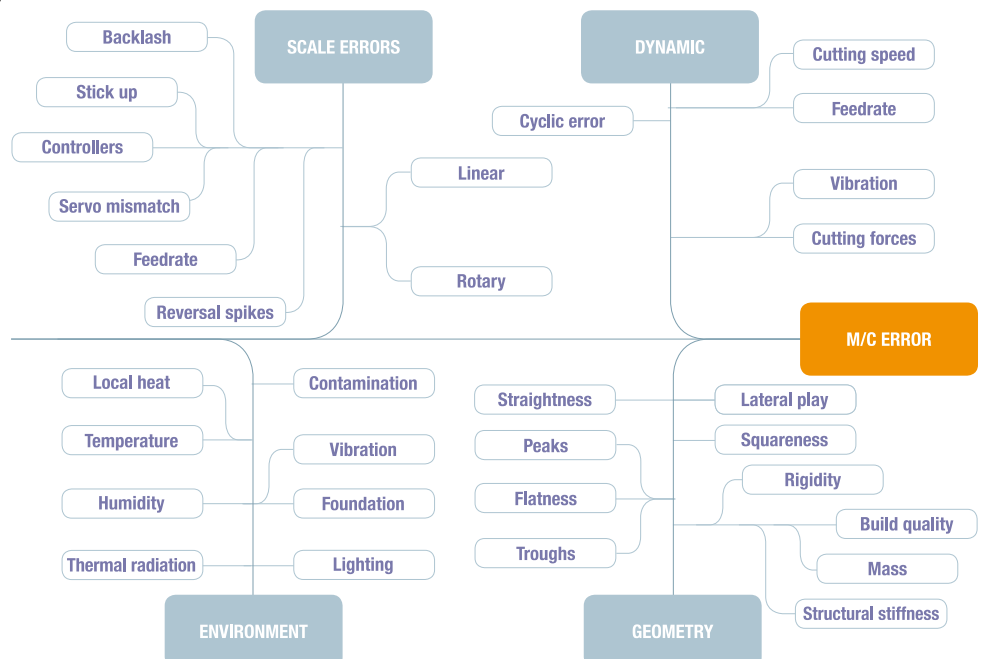 SCALE ERRORS
Backlash
Stick up
Controllers
Servo mismatch
Feedrate
Reversal spikes
Linear
Rotary
DYNAMIC
Cyclic error
Cutting speed
Feedrate
Vibration
Cutting forces
M/C ERROR
Local heat
Temperature
Humidity
Thermal radiation
Contamination
Vibration
Foundation
Lighting
ENVIRONMENT
Straightness
Peaks
Flatness
Troughs
Lateral play
Squareness
Rigidity
Build quality
Mass
Structural stiffness
GEOMETRY